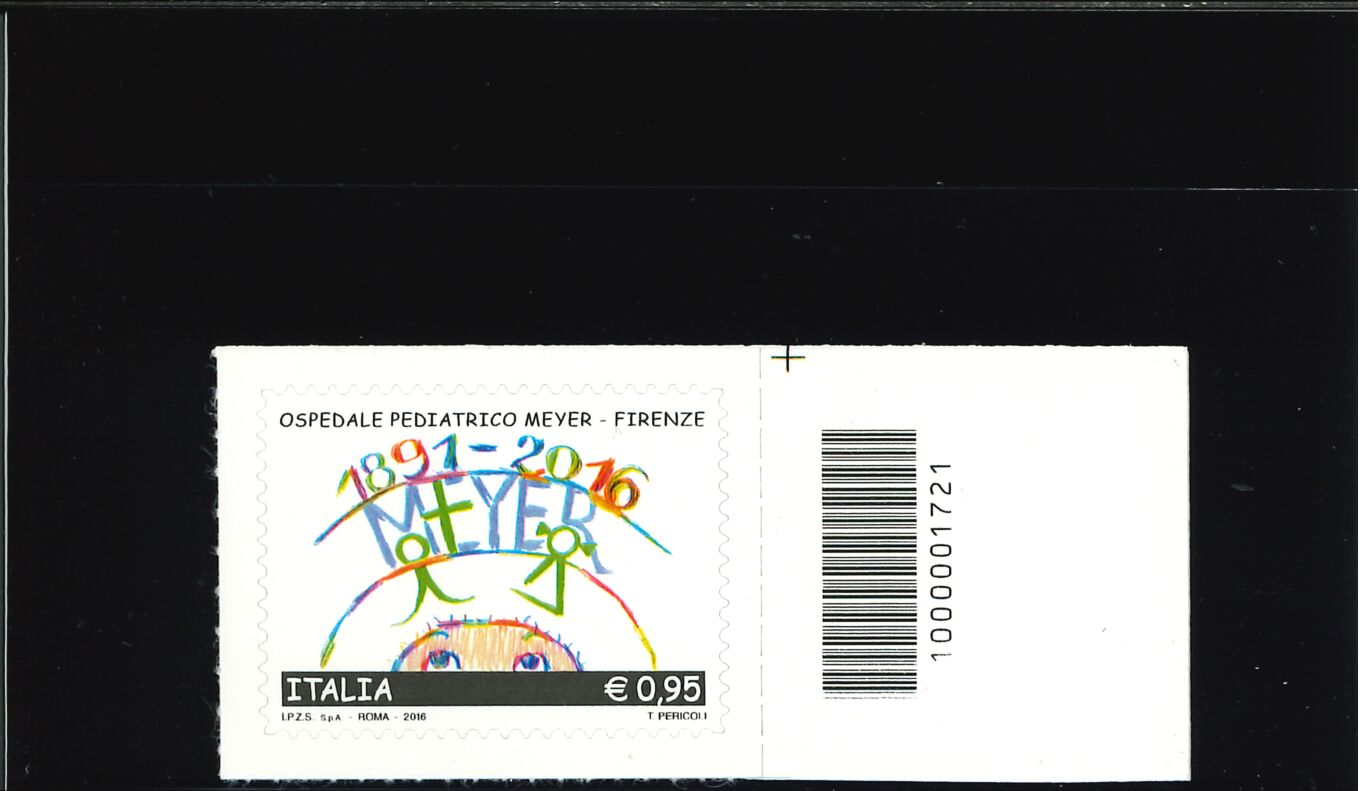 OSPEDALE PEDIATRICO MEYER - FIRENZE
1891-2016
MEYER
ITALIA € 0,95
I.P.Z.S. S.p.A. - ROMA - 2016 T. PERICOLI
1000001721